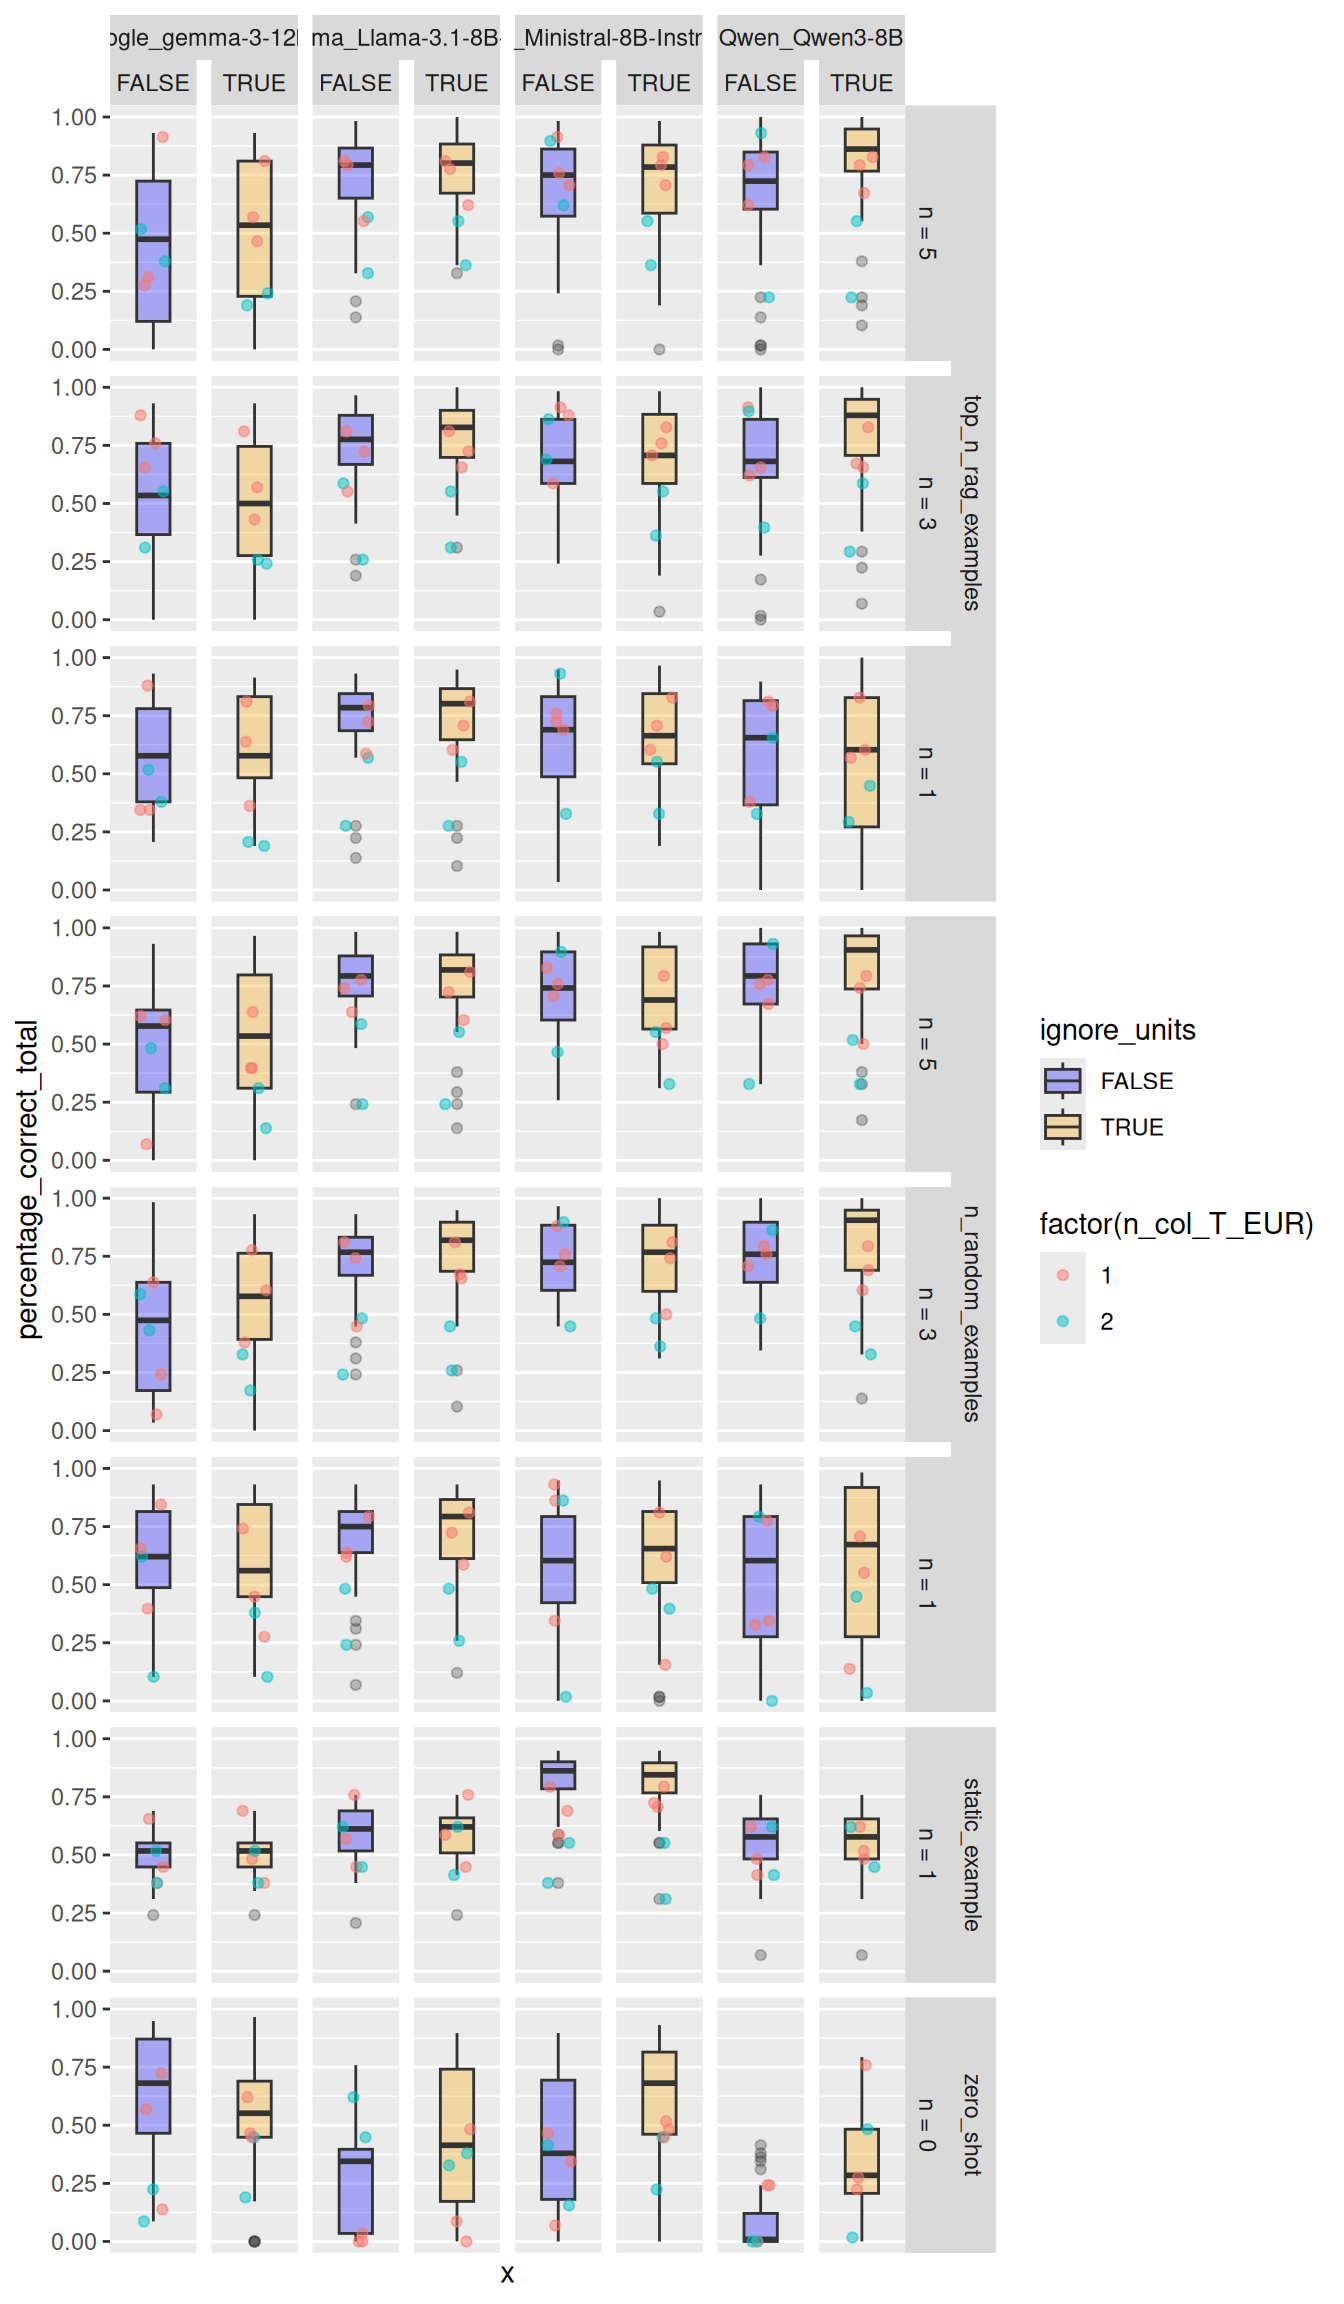 ogle_gemma-3-12 ma_Llama-3.1-8B- _Ministral-8B-Instr Qwen_Qwen3-8B
FALSE TRUE FALSE TRUE FALSE TRUE FALSE TRUE
1.00
0.75
0.50
0.25
0.00
n = 5
1.00
0.75
0.50
0.25
0.00
n = 3
top_n_rag_examples
1.00
0.75
0.50
0.25
0.00
n = 1
1.00
0.75
0.50
0.25
0.00
n = 5
1.00
0.75
0.50
0.25
0.00
n = 3
n_random_examples
1.00
0.75
0.50
0.25
0.00
n = 1
1.00
0.75
0.50
0.25
0.00
n = 1
static_example
1.00
0.75
0.50
0.25
0.00
n = 0
zero_shot
x
percentage_correct_total
ignore_units
FALSE
TRUE
factor(n_col_T_EUR)
1
2